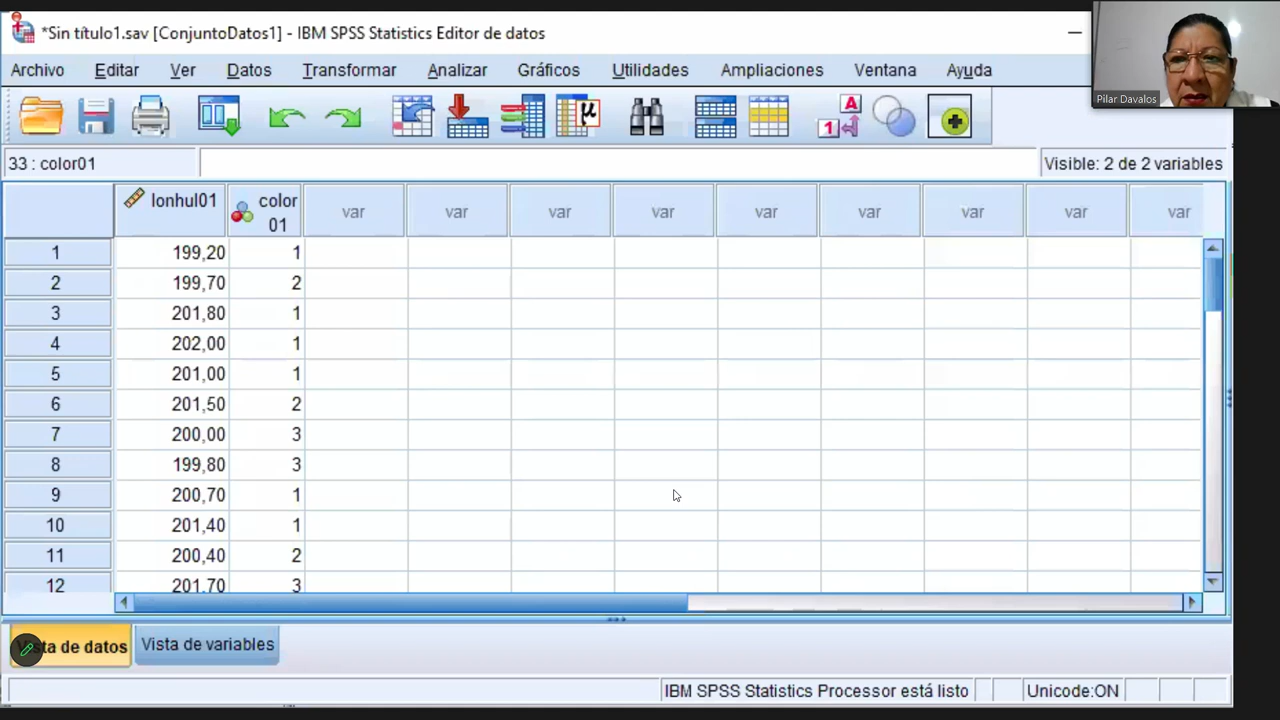 *Sin título1.sav [ConjuntoDatos1] - IBM SPSS Statistics Editor de datos
Archivo Editar Ver Datos Transformar Analizar Gráficos Utilidades Ampliaciones Ventana Ayuda
Pilar Davalos
μ
A
1
33 : color01
Visible: 2 de 2 variables
lonhul01 color01 var var var var var var var var var
1 199,20 1
2 199,70 2
3 201,80 1
4 202,00 1
5 201,00 1
6 201,50 2
7 200,00 3
8 199,80 3
9 200,70 1
10 201,40 1
11 200,40 2
12 201,70 3
Vista de datos Vista de variables
IBM SPSS Statistics Processor está listo Unicode:ON